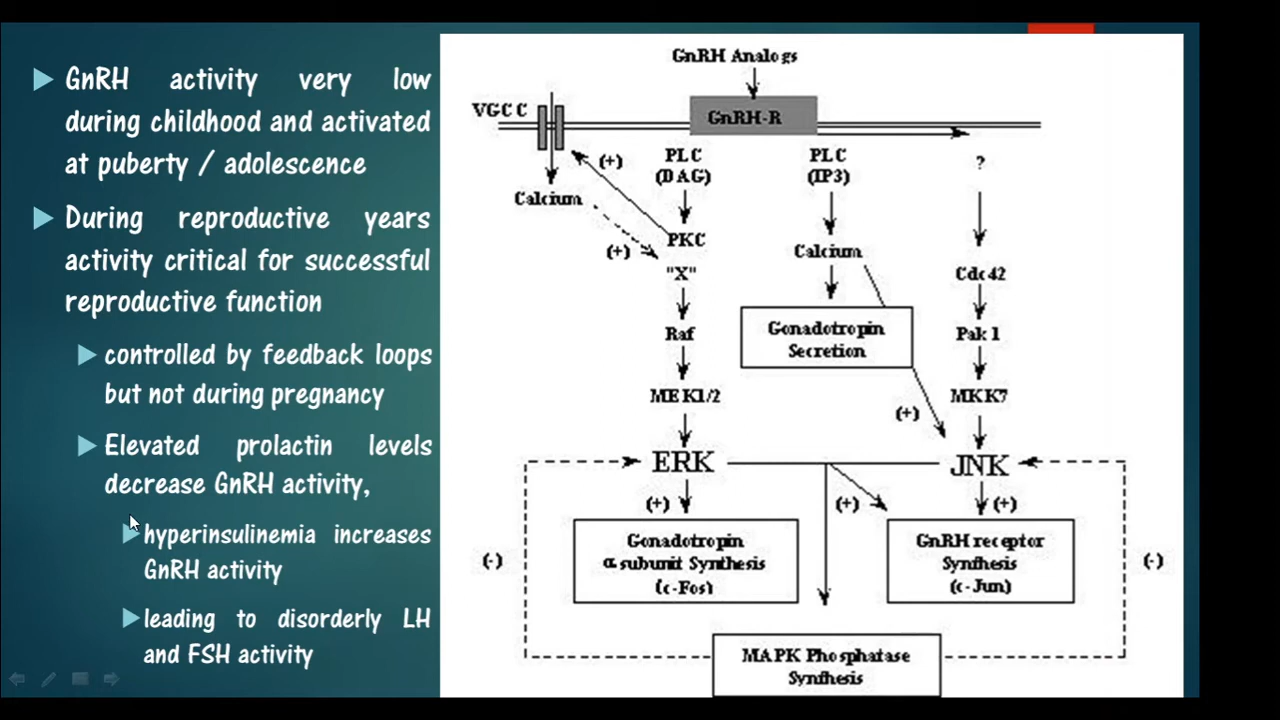 GnRH activity very low
during childhood and activated
at puberty / adolescence
During reproductive years
activity critical for successful
reproductive function
controlled by feedback loops
but not during pregnancy
Elevated prolactin levels
decrease GnRH activity,
hyperinsulinemia increases
GnRH activity
leading to disorderly LH
and FSH activity
GnRH Analogs
VGCC
GnRH-R
(+)
PLC
(DAG)
PLC
(IP3)
?
Calcium
(+)
PKC
"X"
Calcium
Cdc42
Gonadotropin
Secretion
Raf
Pak 1
MEK1/2
MKK7
(+)
ERK
JNK
(+)
(+)
(+)
Gonadotropin
α subunit Synthesis
(c-Fos)
GnRH receptor
Synthesis
(c-Jun)
(-)
(-)
MAPK Phosphatase
Synthesis